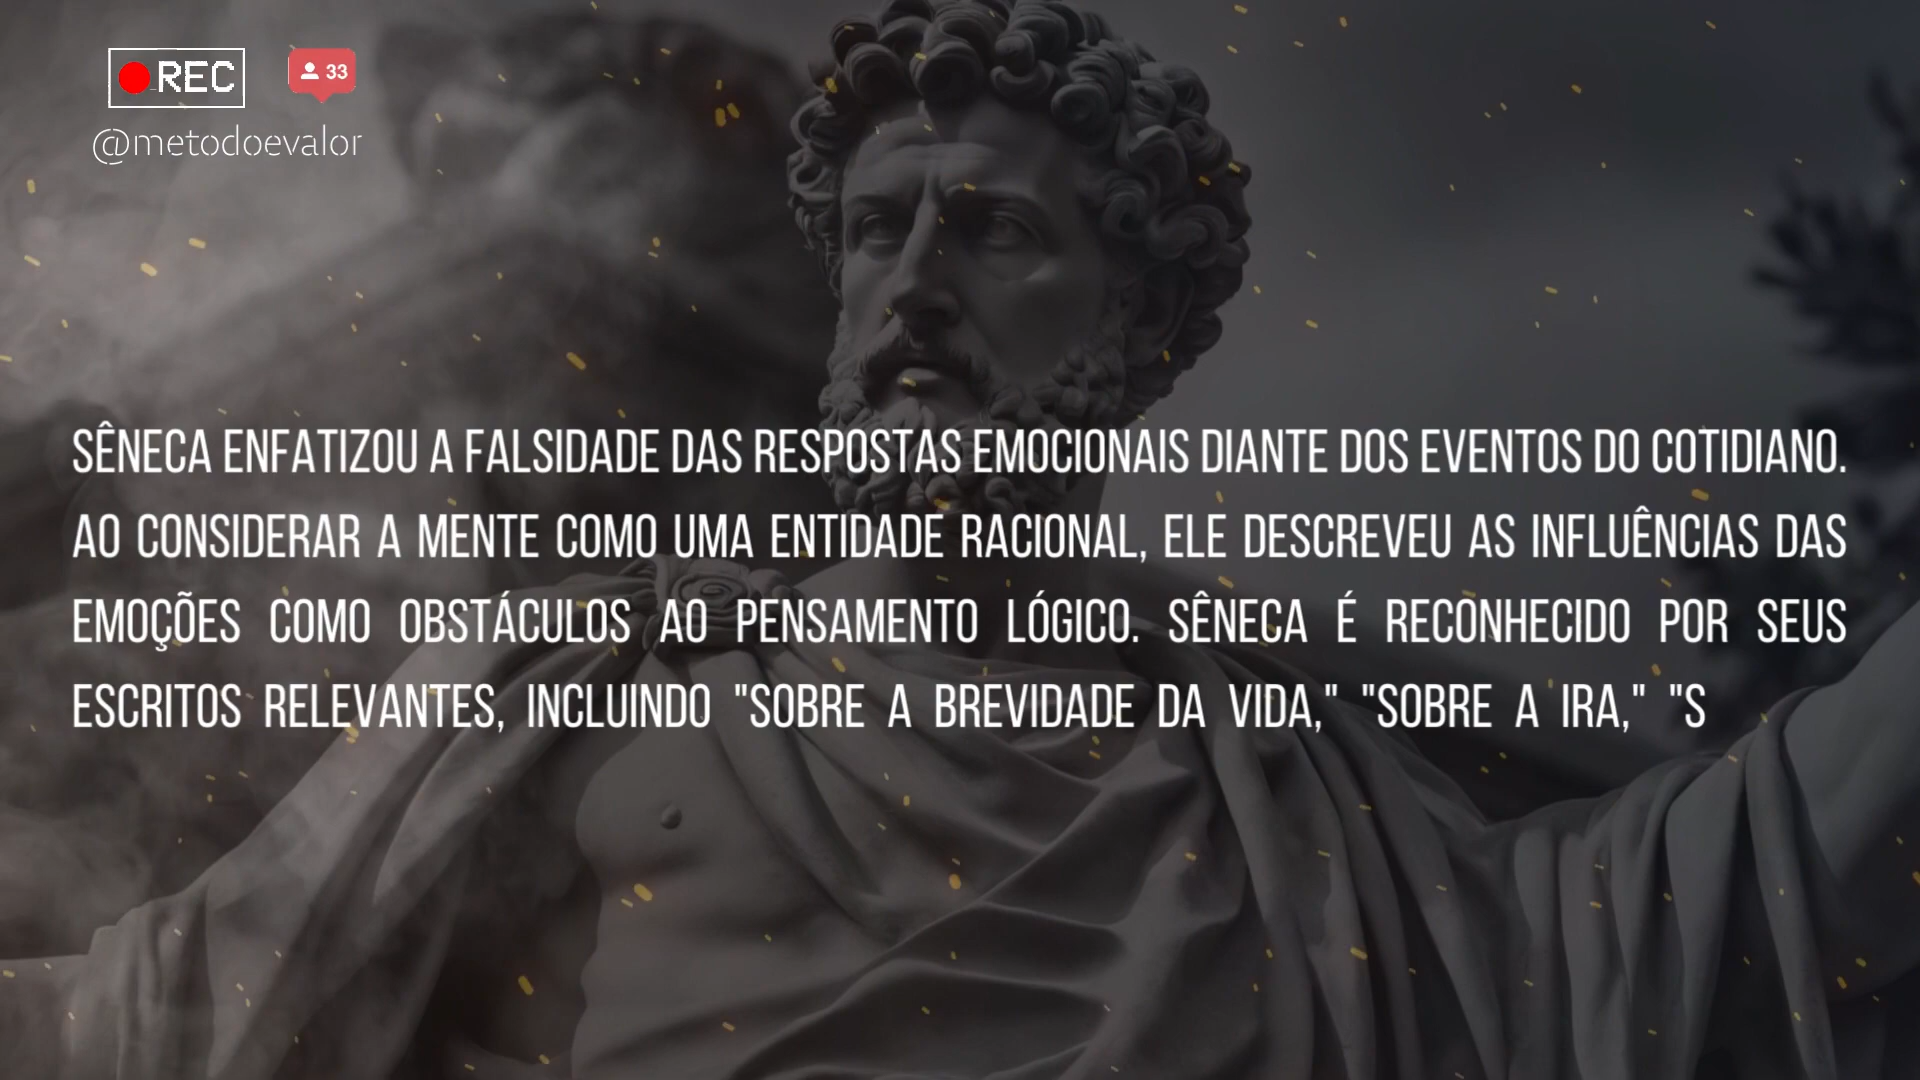 REC
33
@metodoevalor
SÊNECA ENFATIZOU A FALSIDADE DAS RESPOSTAS EMOCIONAIS DIANTE DOS EVENTOS DO COTIDIANO.
AO CONSIDERAR A MENTE COMO UMA ENTIDADE RACIONAL, ELE DESCREVEU AS INFLUÊNCIAS DAS
EMOÇÕES COMO OBSTÁCULOS AO PENSAMENTO LÓGICO. SÊNECA É RECONHECIDO POR SEUS
ESCRITOS RELEVANTES, INCLUINDO "SOBRE A BREVIDADE DA VIDA," "SOBRE A IRA," "S